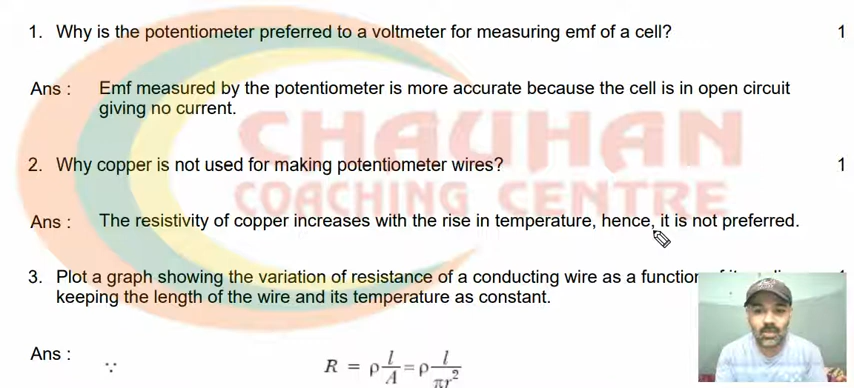 1. Why is the potentiometer preferred to a voltmeter for measuring emf of a cell? 1
Ans : Emf measured by the potentiometer is more accurate because the cell is in open circuit
giving no current.
CHAUHAN
2. Why copper is not used for making potentiometer wires? 1
COACHING CENTRE
Ans : The resistivity of copper increases with the rise in temperature, hence, it is not preferred.
3. Plot a graph showing the variation of resistance of a conducting wire as a function
keeping the length of the wire and its temperature as constant.
Ans : ∵ R = ρ l/A = ρ l/πr²